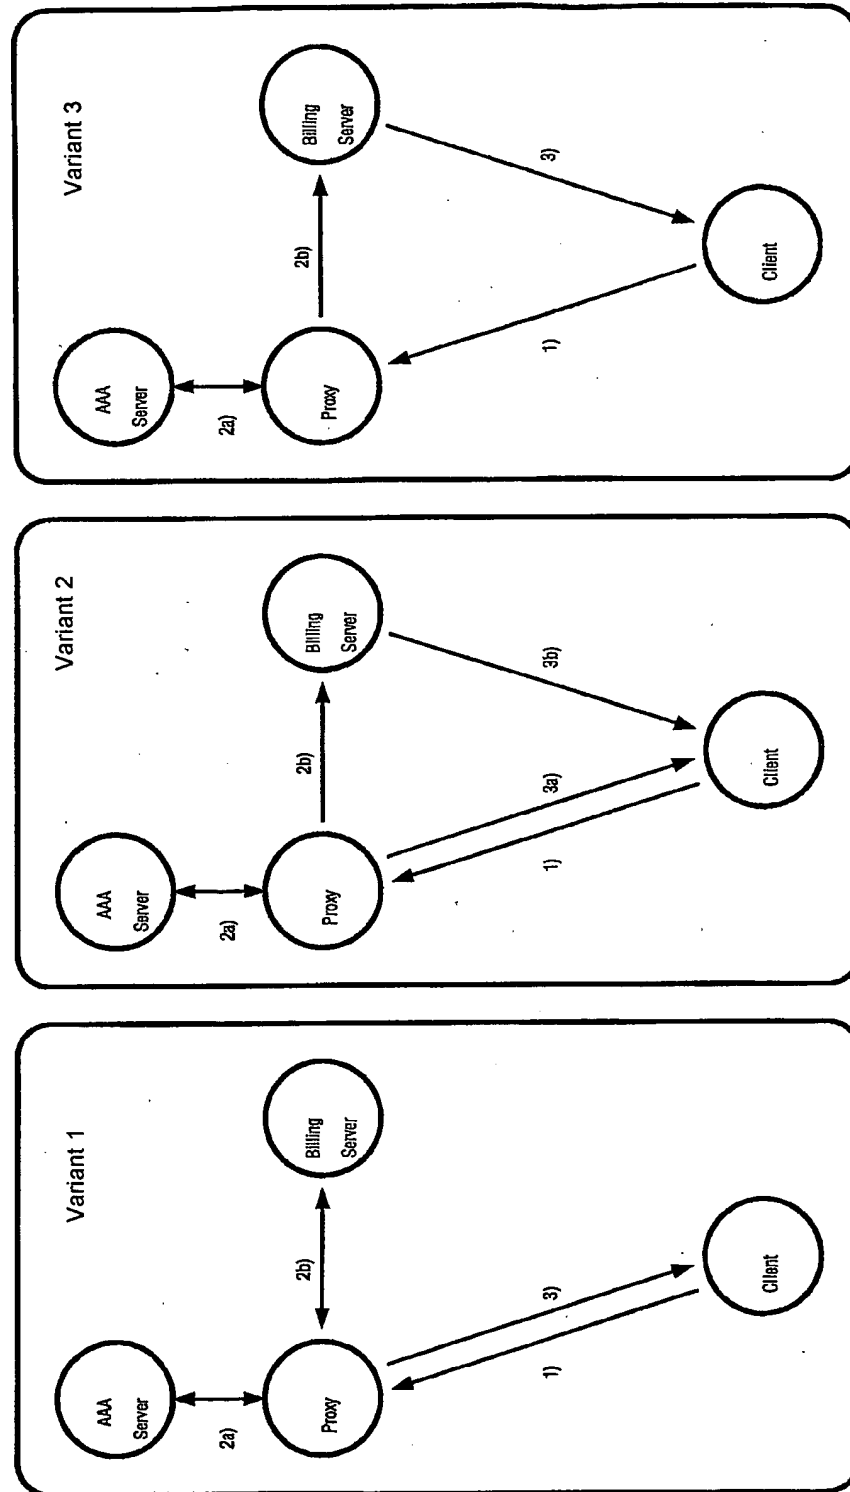 Variant 1
AAA
Server
2a)
Proxy
2b)
Billing
Server
1)
3)
Client
Variant 2
AAA
Server
2a)
Proxy
2b)
Billing
Server
1)
3a)
3b)
Client
Variant 3
AAA
Server
2a)
Proxy
2b)
Billing
Server
1)
3)
Client